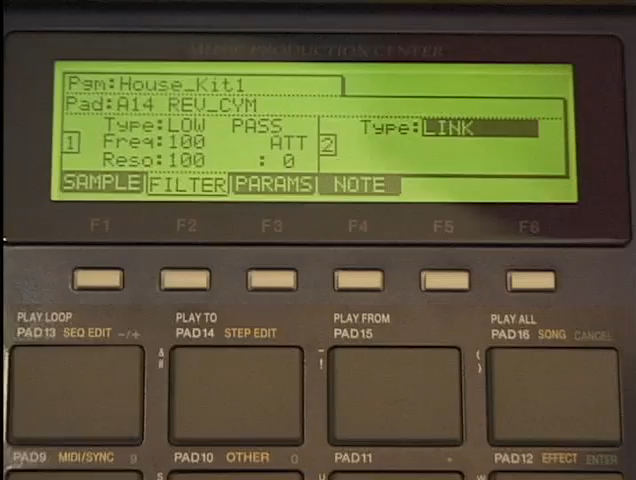 MUSIC PRODUCTION CENTER
Pgm:House_Kit1
Pad:A14 REV_CYM
Type:LOW PASS
Type:LINK
1
Freq:100 ATT
2
Reso:100 :0
SAMPLE FILTER PARAMS NOTE
F1 F2 F3 F4 F5 F6
PLAY LOOP PLAY TO PLAY FROM PLAY ALL
PAD13 SEQ EDIT -/+ PAD14 STEP EDIT PAD15 PAD16 SONG CANCEL
& - (
# ! )
PAD9 MIDI/SYNC 9 PAD10 OTHER 0 PAD11 PAD12 EFFECT ENTER